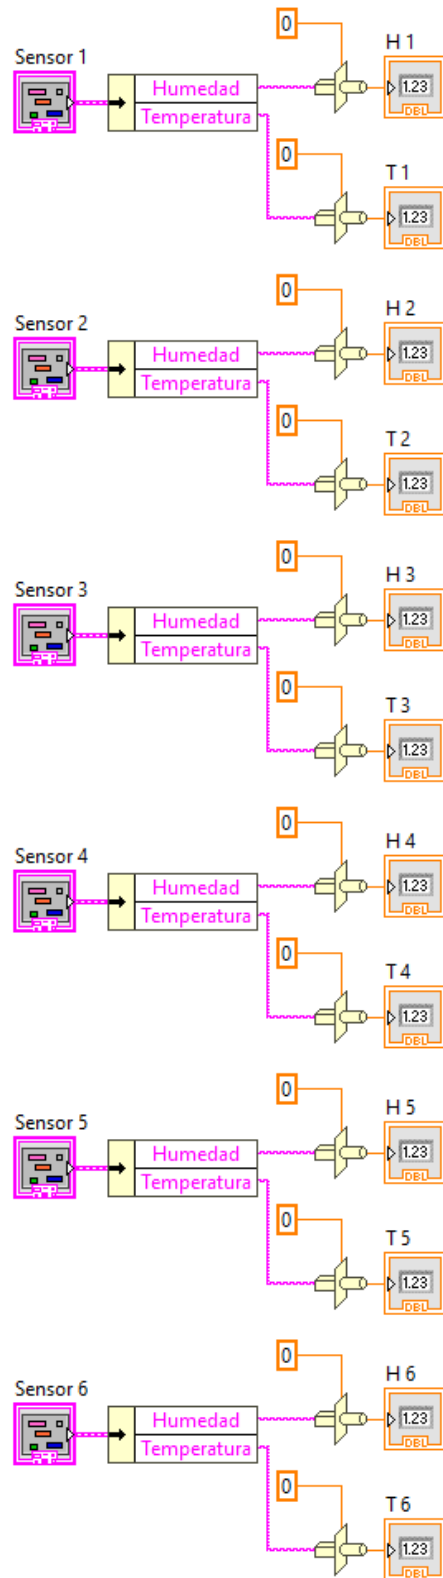 0
H 1
Sensor 1
Humedad
1.23
DBL
Temperatura
0
T 1
1.23
DBL
0
H 2
Sensor 2
Humedad
1.23
DBL
Temperatura
0
T 2
1.23
DBL
0
H 3
Sensor 3
Humedad
1.23
DBL
Temperatura
0
T 3
1.23
DBL
0
H 4
Sensor 4
Humedad
1.23
DBL
Temperatura
0
T 4
1.23
DBL
0
H 5
Sensor 5
Humedad
1.23
DBL
Temperatura
0
T 5
1.23
DBL
0
H 6
Sensor 6
Humedad
1.23
DBL
Temperatura
0
T 6
1.23
DBL